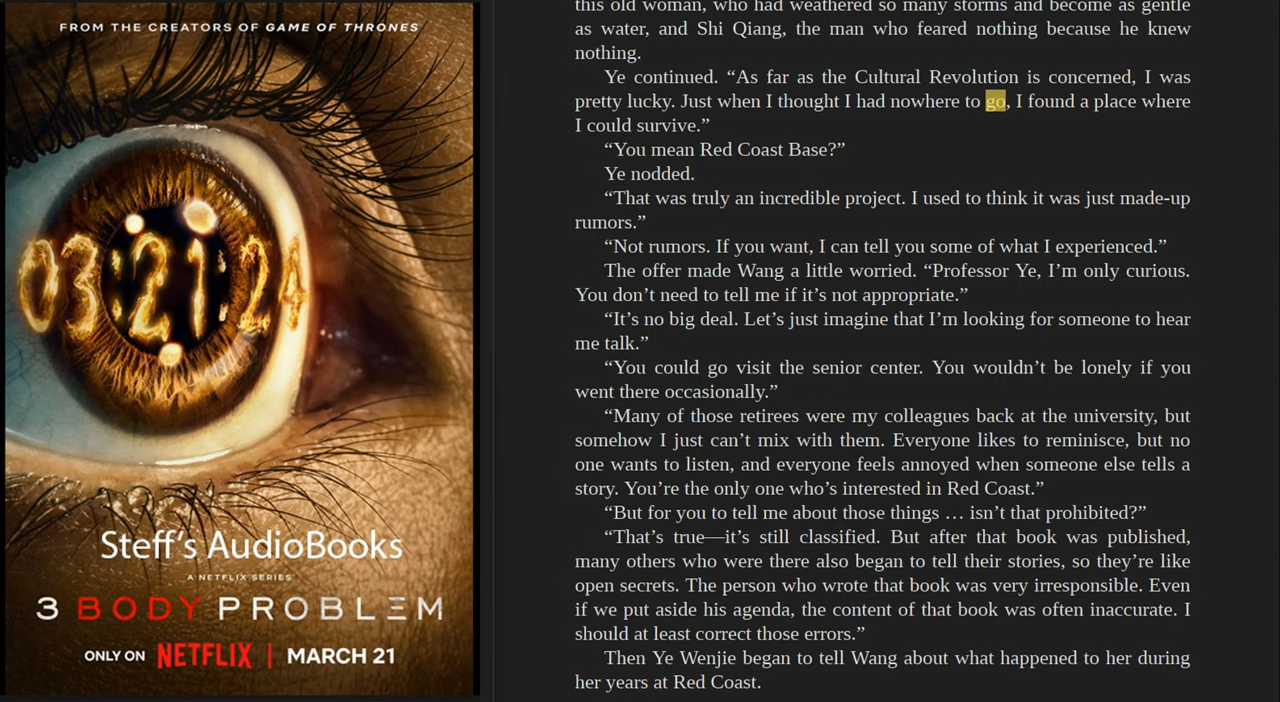 FROM THE CREATORS OF GAME OF THRONES
03:21:24
Steff's AudioBooks
A NETFLIX SERIES
3 BODY PROBLEM
ONLY ON NETFLIX | MARCH 21
this old woman, who had weathered so many storms and become as gentle
as water, and Shi Qiang, the man who feared nothing because he knew
nothing.
Ye continued. “As far as the Cultural Revolution is concerned, I was
pretty lucky. Just when I thought I had nowhere to go, I found a place where
I could survive.”
“You mean Red Coast Base?”
Ye nodded.
“That was truly an incredible project. I used to think it was just made-up
rumors.”
“Not rumors. If you want, I can tell you some of what I experienced.”
The offer made Wang a little worried. “Professor Ye, I’m only curious.
You don’t need to tell me if it’s not appropriate.”
“It’s no big deal. Let’s just imagine that I’m looking for someone to hear
me talk.”
“You could go visit the senior center. You wouldn’t be lonely if you
went there occasionally.”
“Many of those retirees were my colleagues back at the university, but
somehow I just can’t mix with them. Everyone likes to reminisce, but no
one wants to listen, and everyone feels annoyed when someone else tells a
story. You’re the only one who’s interested in Red Coast.”
“But for you to tell me about those things … isn’t that prohibited?”
“That’s true—it’s still classified. But after that book was published,
many others who were there also began to tell their stories, so they’re like
open secrets. The person who wrote that book was very irresponsible. Even
if we put aside his agenda, the content of that book was often inaccurate. I
should at least correct those errors.”
Then Ye Wenjie began to tell Wang about what happened to her during
her years at Red Coast.